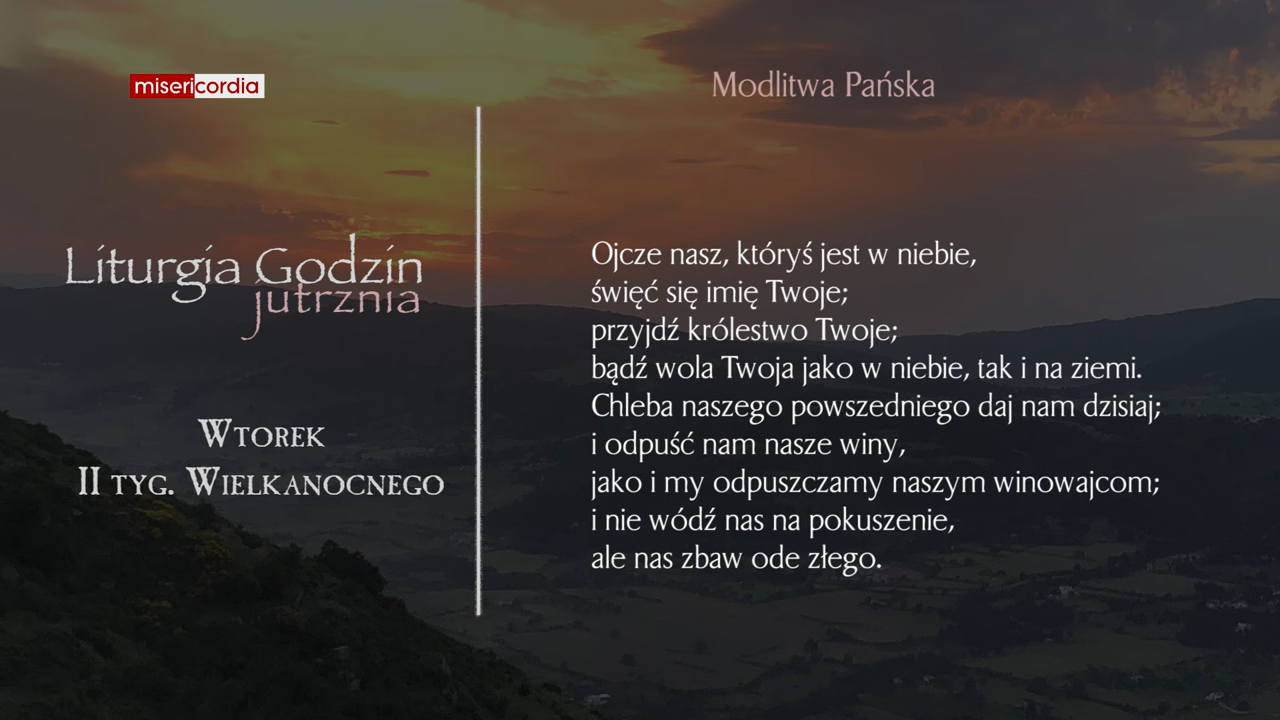 misericordia
Liturgia Godzin
jutrznia
Wtorek
II tyg. Wielkanocnego
Modlitwa Pańska
Ojcze nasz, któryś jest w niebie,
święć się imię Twoje;
przyjdź królestwo Twoje;
bądź wola Twoja jako w niebie, tak i na ziemi.
Chleba naszego powszedniego daj nam dzisiaj;
i odpuść nam nasze winy,
jako i my odpuszczamy naszym winowajcom;
i nie wódź nas na pokuszenie,
ale nas zbaw ode złego.